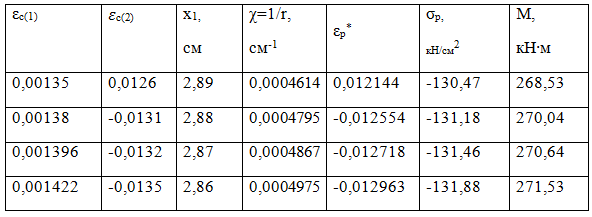 εc(1) εc(2) x1, см χ=1/r, см-1 εp* σp, кН/см2 М, кН·м
0,00135 0,0126 2,89 0,0004614 0,012144 -130,47 268,53
0,00138 -0,0131 2,88 0,0004795 -0,012554 -131,18 270,04
0,001396 -0,0132 2,87 0,0004867 -0,012718 -131,46 270,64
0,001422 -0,0135 2,86 0,0004975 -0,012963 -131,88 271,53